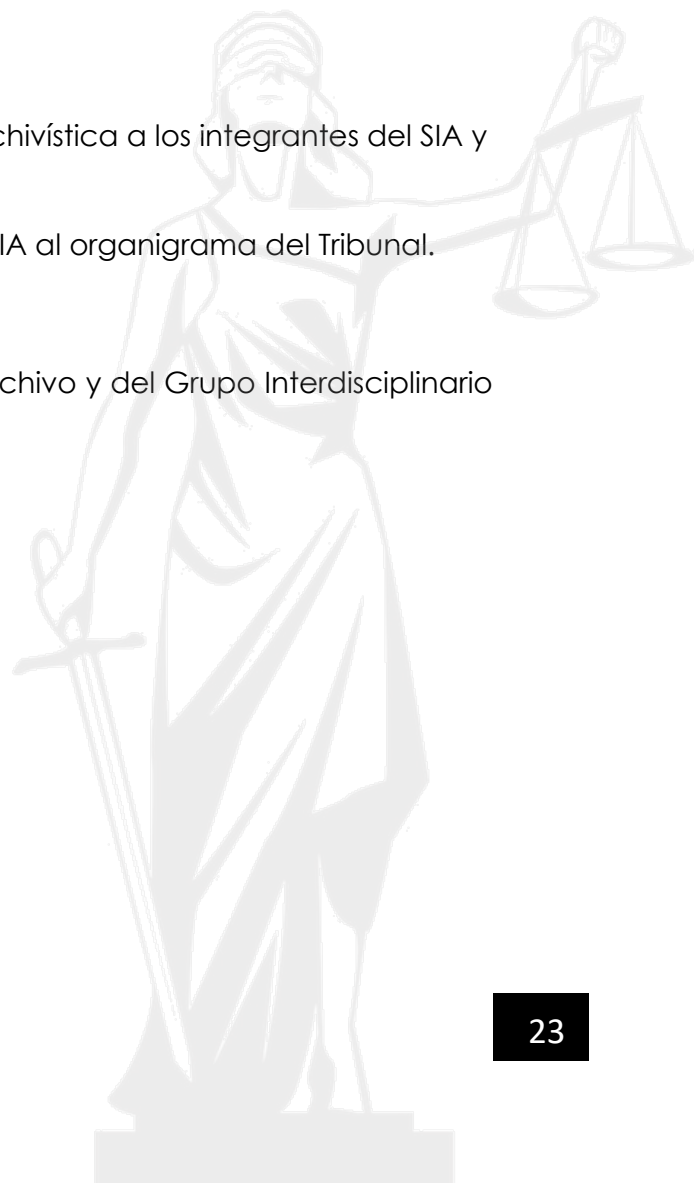 chivística a los integrantes del SIA y
IA al organigrama del Tribunal.
chivo y del Grupo Interdisciplinario
23